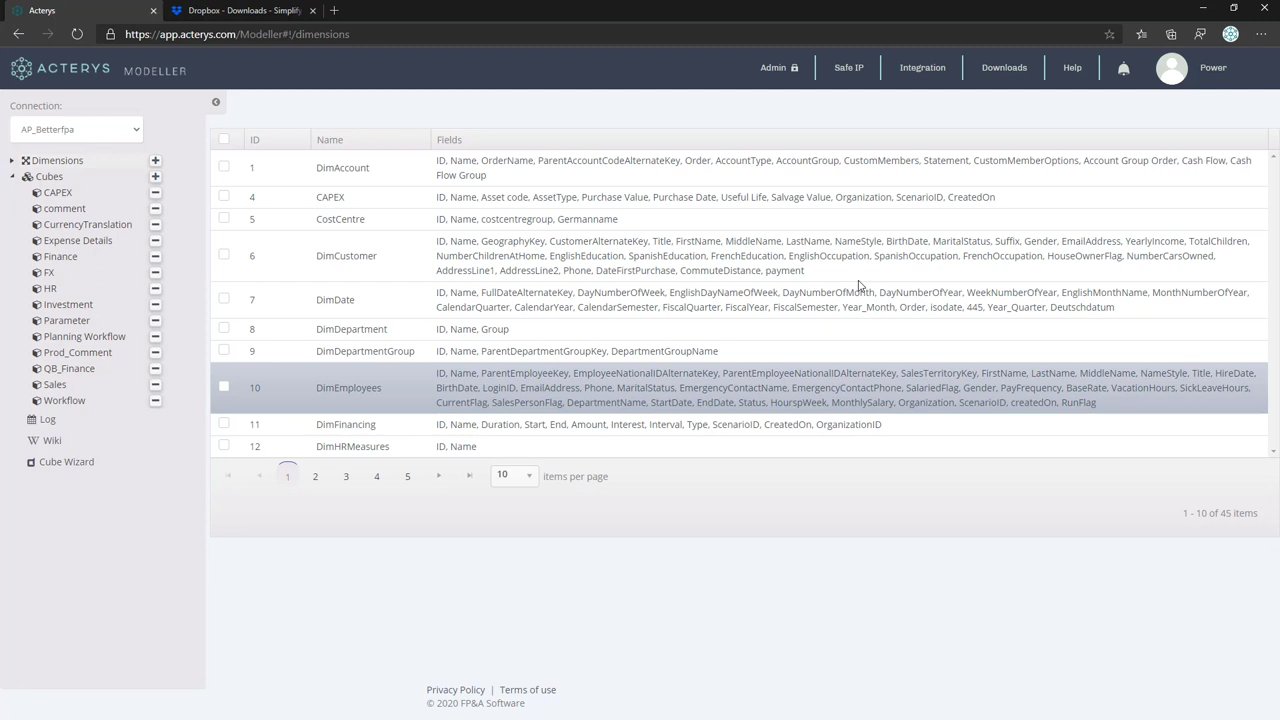 Acterys
Dropbox - Downloads - Simplify
https://app.acterys.com/Modeller#!/dimensions
ACTERYS MODELLER
Admin
Safe IP
Integration
Downloads
Help
Power
Connection:
AP_Betterfpa
Dimensions
Cubes
CAPEX
comment
CurrencyTranslation
Expense Details
Finance
FX
HR
Investment
Parameter
Planning Workflow
Prod_Comment
QB_Finance
Sales
Workflow
Log
Wiki
Cube Wizard
ID Name Fields
1 DimAccount ID, Name, OrderName, ParentAccountCodeAlternateKey, Order, AccountType, AccountGroup, CustomMembers, Statement, CustomMemberOptions, Account Group Order, Cash Flow, Cash
Flow Group
4 CAPEX ID, Name, Asset code, AssetType, Purchase Value, Purchase Date, Useful Life, Salvage Value, Organization, ScenarioID, CreatedOn
5 CostCentre ID, Name, costcentregroup, Germanname
6 DimCustomer ID, Name, GeographyKey, CustomerAlternateKey, Title, FirstName, MiddleName, LastName, NameStyle, BirthDate, MaritalStatus, Suffix, Gender, EmailAddress, YearlyIncome, TotalChildren,
NumberChildrenAtHome, EnglishEducation, SpanishEducation, FrenchEducation, EnglishOccupation, SpanishOccupation, FrenchOccupation, HouseOwnerFlag, NumberCarsOwned,
AddressLine1, AddressLine2, Phone, DateFirstPurchase, CommuteDistance, payment
7 DimDate ID, Name, FullDateAlternateKey, DayNumberOfWeek, EnglishDayNameOfWeek, DayNumberOfMonth, DayNumberOfYear, WeekNumberOfYear, EnglishMonthName, MonthNumberOfYear,
CalendarQuarter, CalendarYear, CalendarSemester, FiscalQuarter, FiscalYear, FiscalSemester, Year_Month, Order, isodate, 445, Year_Quarter, Deutschdatum
8 DimDepartment ID, Name, Group
9 DimDepartmentGroup ID, Name, ParentDepartmentGroupKey, DepartmentGroupName
10 DimEmployees ID, Name, ParentEmployeeKey, EmployeeNationalIDAlternateKey, ParentEmployeeNationalIDAlternateKey, SalesTerritoryKey, FirstName, LastName, MiddleName, NameStyle, Title, HireDate,
BirthDate, LoginID, EmailAddress, Phone, MaritalStatus, EmergencyContactName, EmergencyContactPhone, SalariedFlag, Gender, PayFrequency, BaseRate, VacationHours, SickLeaveHours,
CurrentFlag, SalesPersonFlag, DepartmentName, StartDate, EndDate, Status, HourspWeek, MonthlySalary, Organization, ScenarioID, createdOn, RunFlag
11 DimFinancing ID, Name, Duration, Start, End, Amount, Interest, Interval, Type, ScenarioID, CreatedOn, OrganizationID
12 DimHRMeasures ID, Name
1 2 3 4 5 10 items per page
1 - 10 of 45 items
Privacy Policy | Terms of use
© 2020 FP&A Software